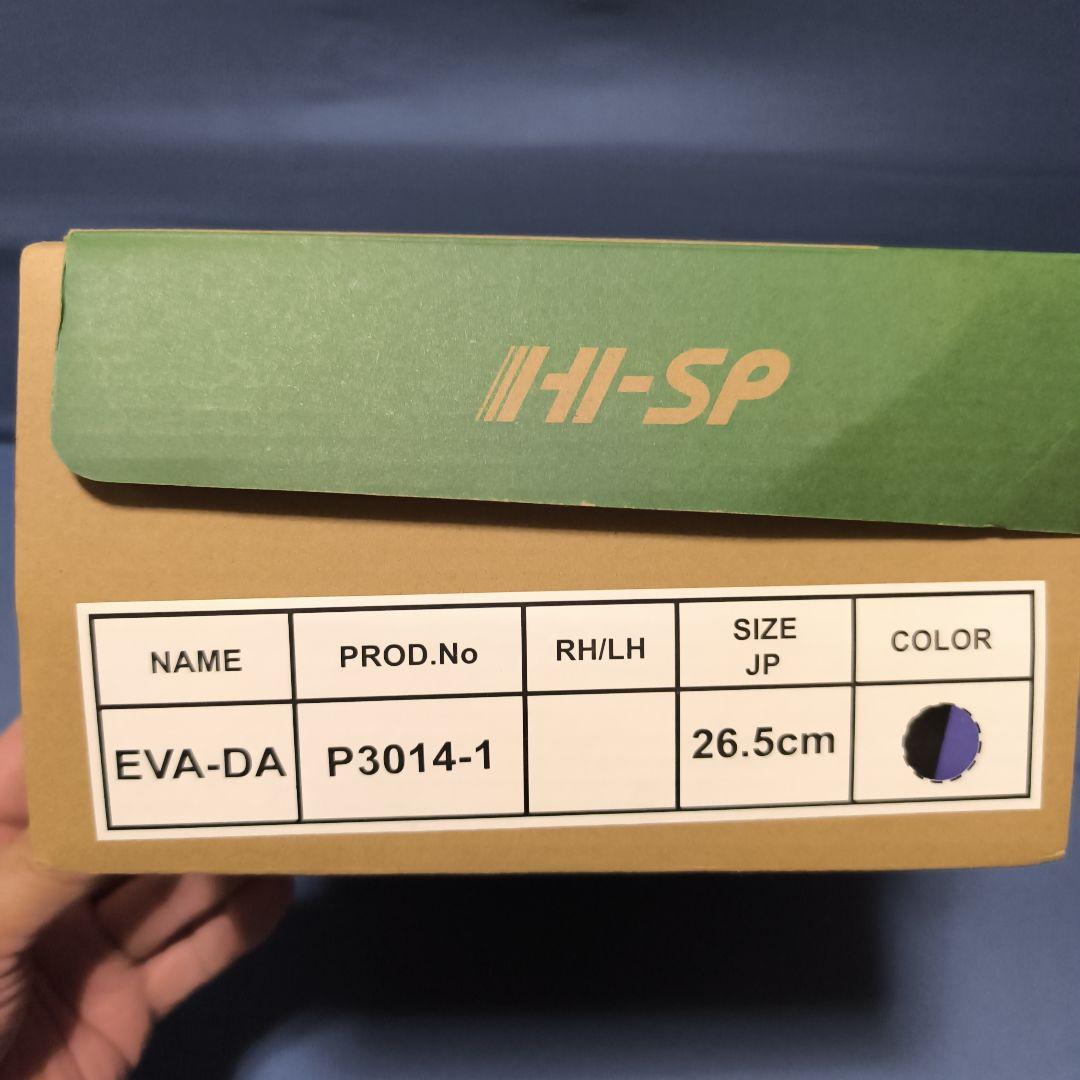 HI-SP
NAME PROD.No RH/LH SIZE JP COLOR
EVA-DA P3014-1 26.5cm